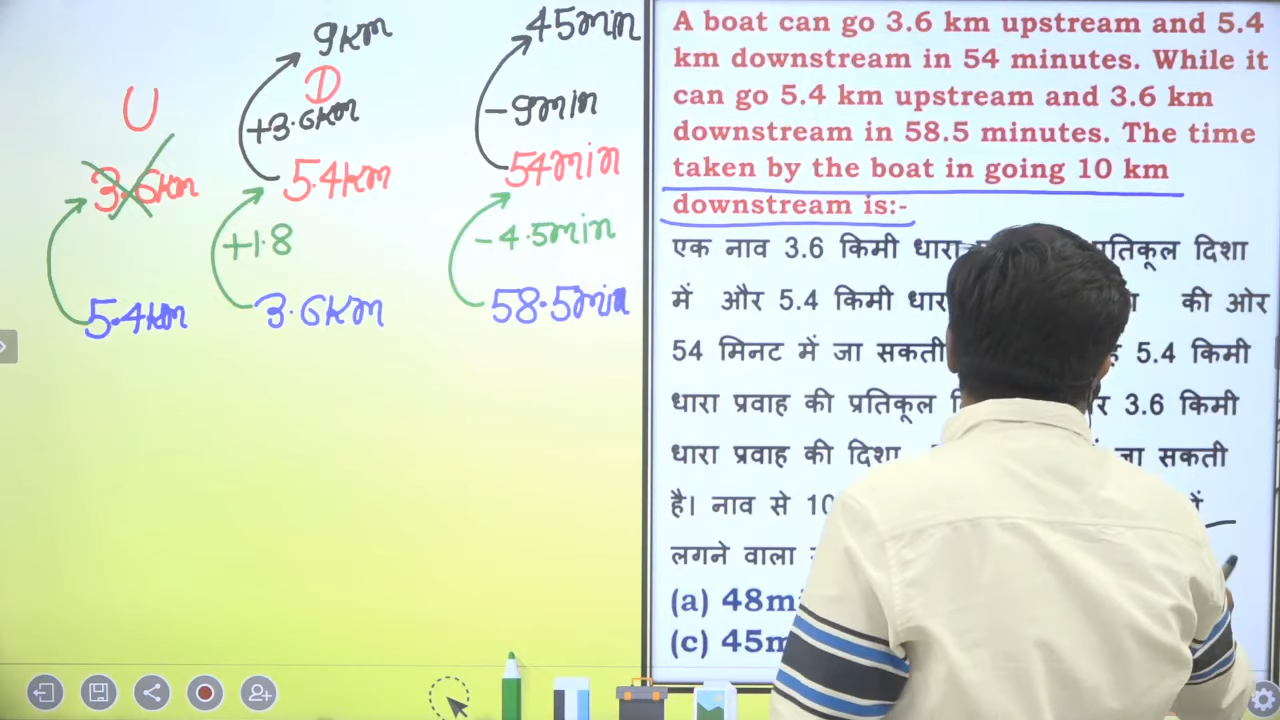 9km
45min
U
D
+3.6km
-9min
3.6km
5.4km
54min
+1.8
-4.5min
5.4km
3.6km
58.5min
A boat can go 3.6 km upstream and 5.4
km downstream in 54 minutes. While it
can go 5.4 km upstream and 3.6 km
downstream in 58.5 minutes. The time
taken by the boat in going 10 km
downstream is:-
एक नाव 3.6 किमी धारा प्रतिकूल दिशा
में और 5.4 किमी की ओर
54 मिनट में जा सकती 5.4 किमी
धारा प्रवाह की प्रतिकूल 3.6 किमी
धारा प्रवाह की दिशा जा सकती
है। नाव से 10
लगने वाला
(a) 48
(c) 45